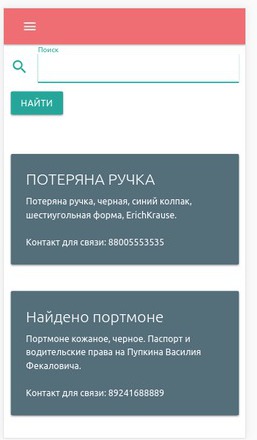 Поиск
НАЙТИ
ПОТЕРЯНА РУЧКА
Потеряна ручка, черная, синий колпак,
шестиугольная форма, ErichKrause.
Контакт для связи: 88005553535
Найдено портмоне
Портмоне кожаное, черное. Паспорт и
водительские права на Пупкина Василия
Фекаловича.
Контакт для связи: 89241688889